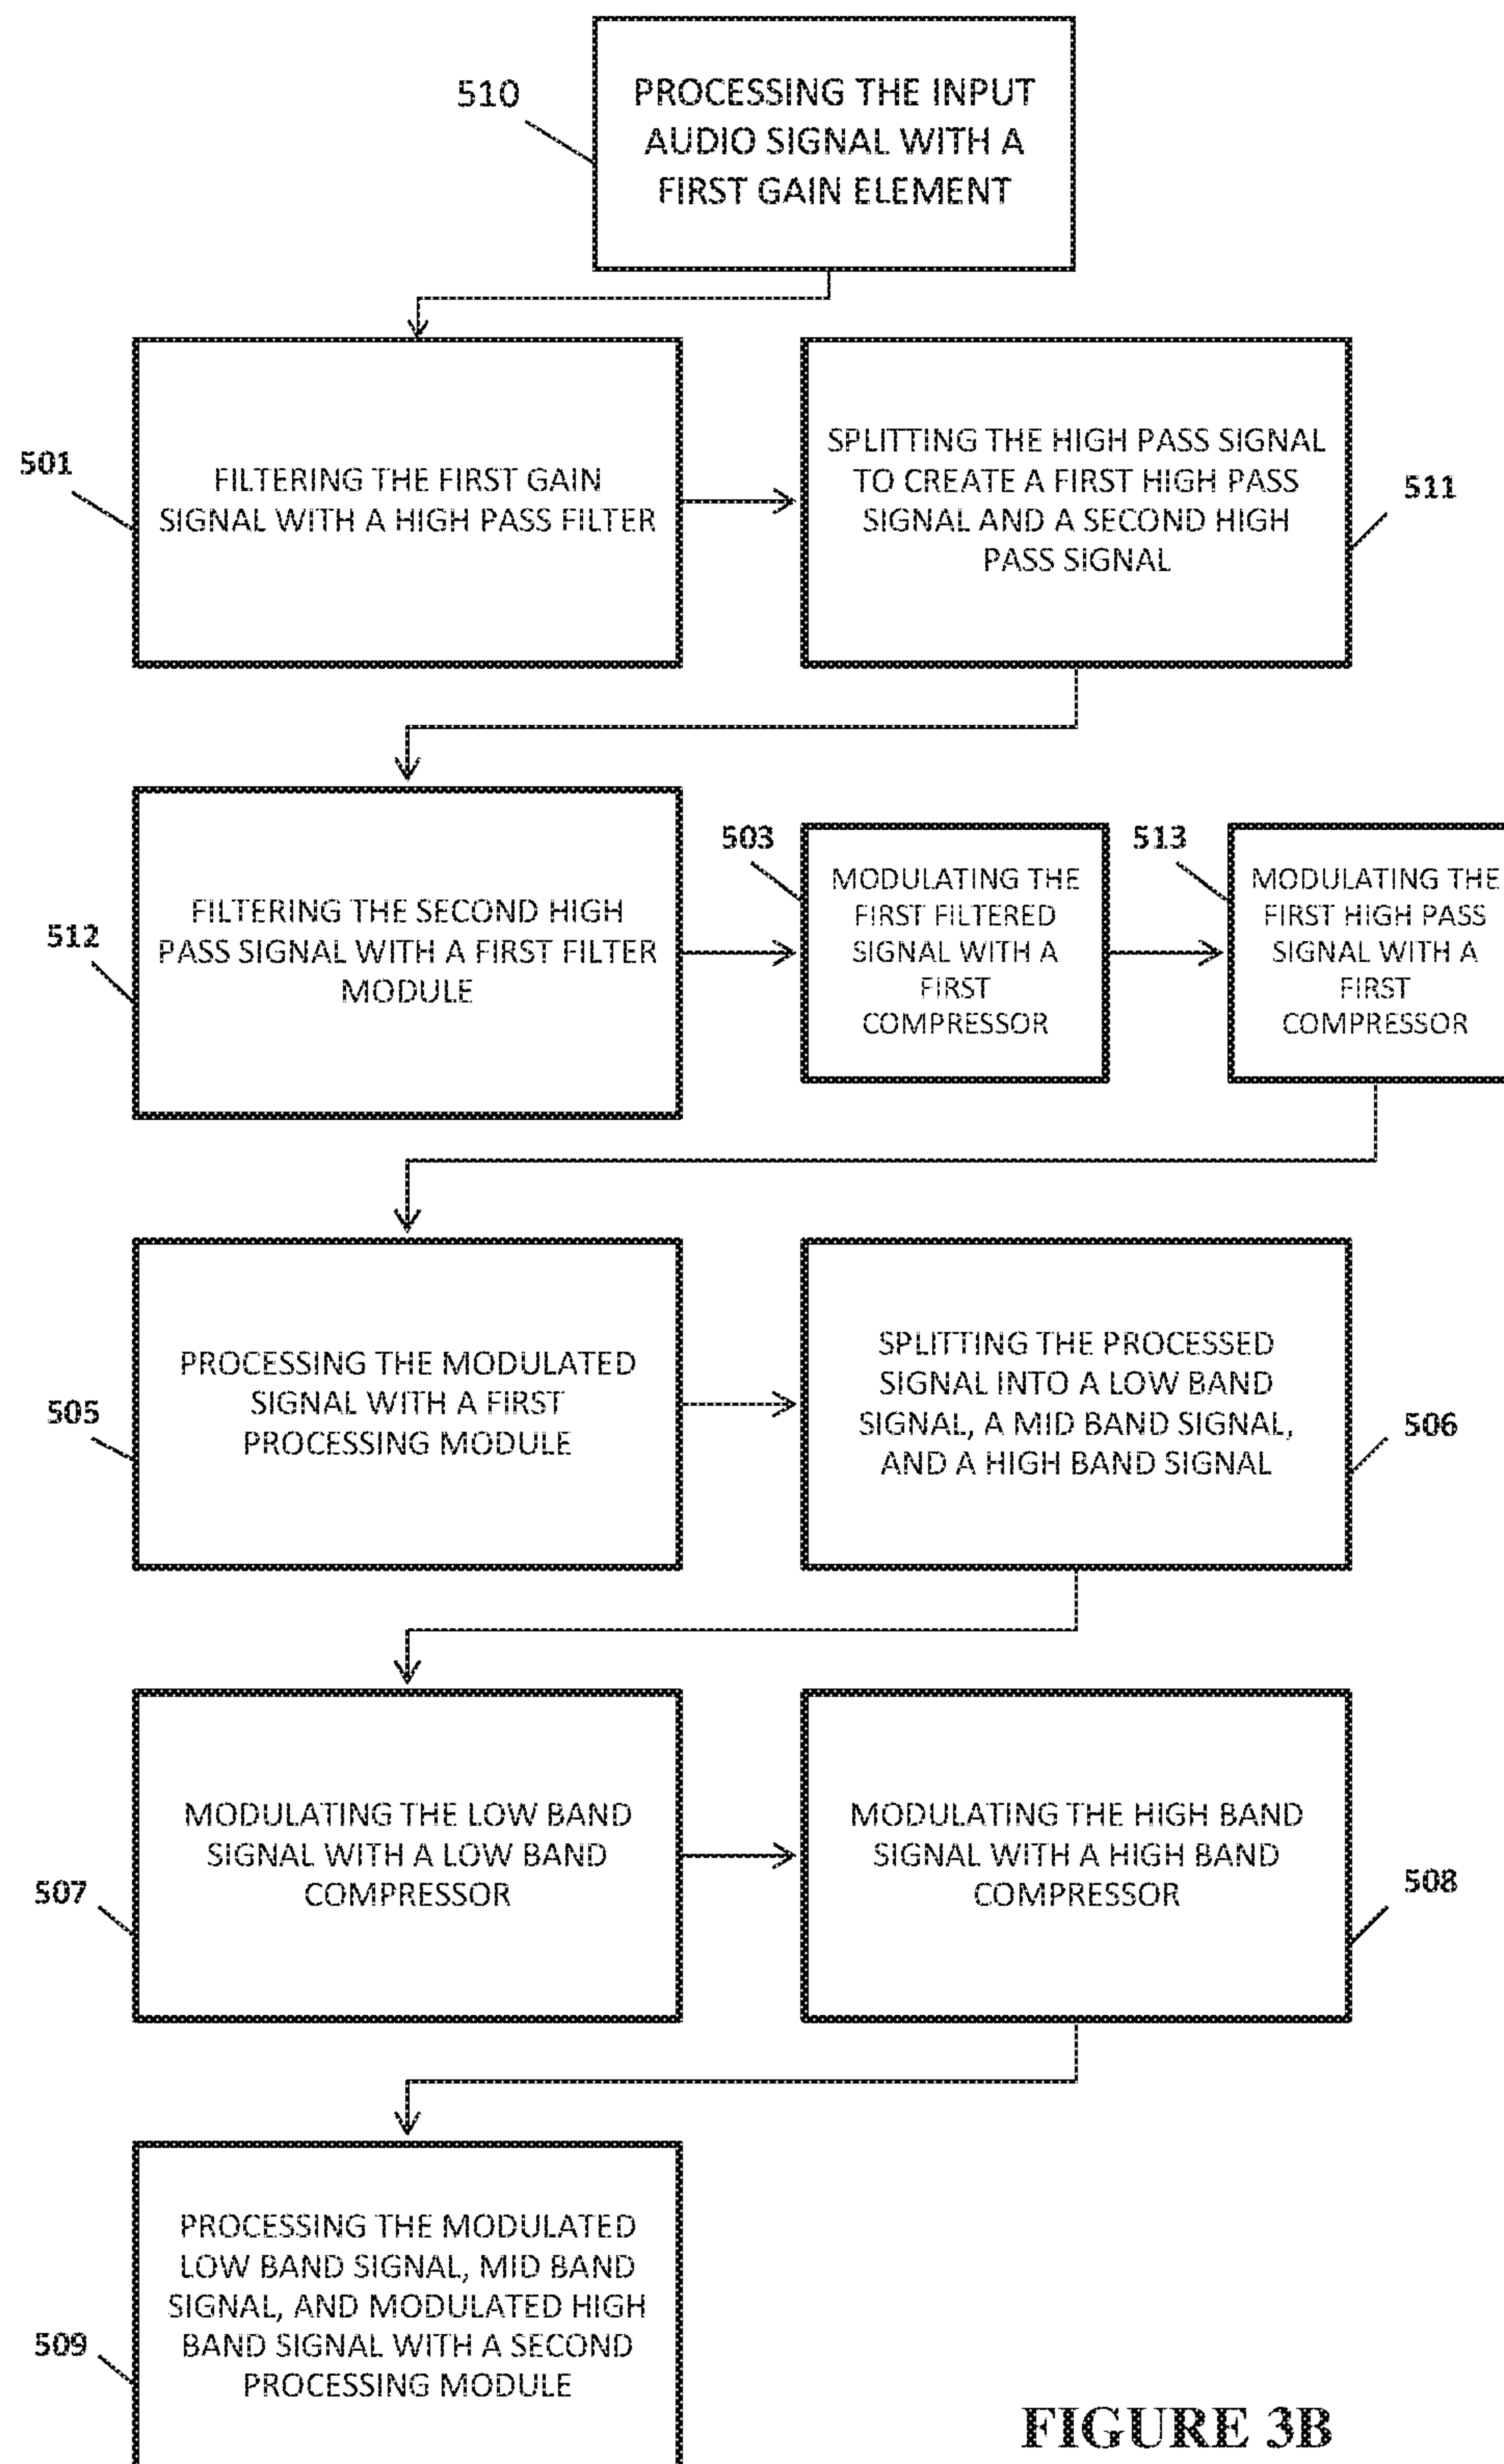 510
PROCESSING THE INPUT
AUDIO SIGNAL WITH A
FIRST GAIN ELEMENT
501
FILTERING THE FIRST GAIN
SIGNAL WITH A HIGH PASS FILTER
SPLITTING THE HIGH PASS SIGNAL
TO CREATE A FIRST HIGH PASS
SIGNAL AND A SECOND HIGH
PASS SIGNAL
511
512
FILTERING THE SECOND HIGH
PASS SIGNAL WITH A FIRST FILTER
MODULE
503
MODULATING THE
FIRST FILTERED
SIGNAL WITH A
FIRST
COMPRESSOR
513
MODULATING THE
FIRST HIGH PASS
SIGNAL WITH A
FIRST
COMPRESSOR
505
PROCESSING THE MODULATED
SIGNAL WITH A FIRST
PROCESSING MODULE
SPLITTING THE PROCESSED
SIGNAL INTO A LOW BAND
SIGNAL, A MID BAND SIGNAL,
AND A HIGH BAND SIGNAL
506
507
MODULATING THE LOW BAND
SIGNAL WITH A LOW BAND
COMPRESSOR
MODULATING THE HIGH BAND
SIGNAL WITH A HIGH BAND
COMPRESSOR
508
509
PROCESSING THE MODULATED
LOW BAND SIGNAL, MID BAND
SIGNAL, AND MODULATED HIGH
BAND SIGNAL WITH A SECOND
PROCESSING MODULE
FIGURE 3B